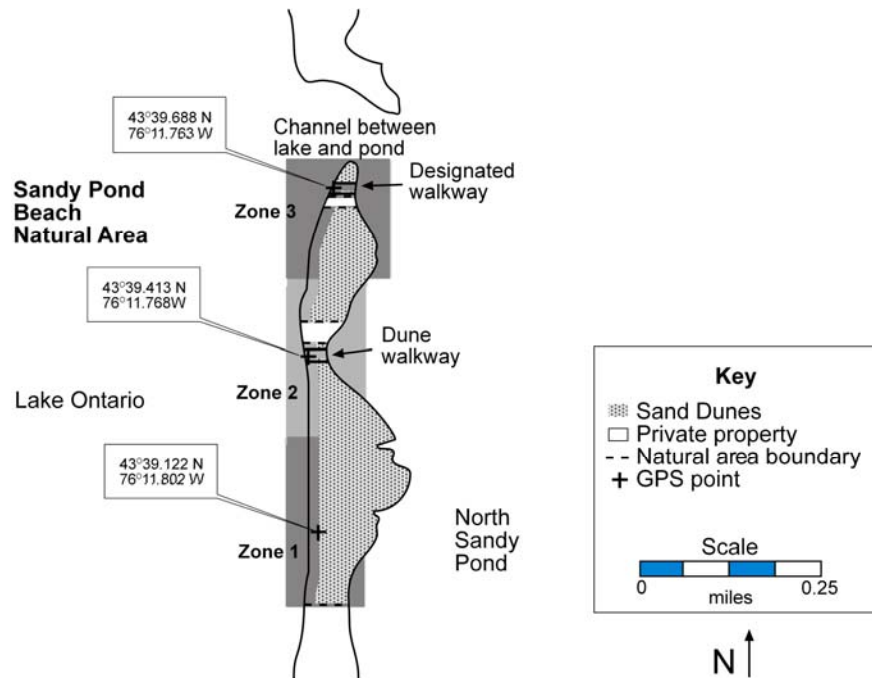 43°39.688 N
76°11.763 W
Channel between
lake and pond
Designated
walkway
Sandy Pond
Beach
Natural Area
Zone 3
43°39.413 N
76°11.768W
Dune
walkway
Zone 2
Lake Ontario
43°39.122 N
76°11.802 W
Zone 1
North
Sandy
Pond
Key
Sand Dunes
Private property
Natural area boundary
GPS point
Scale
0
0.25
miles
N